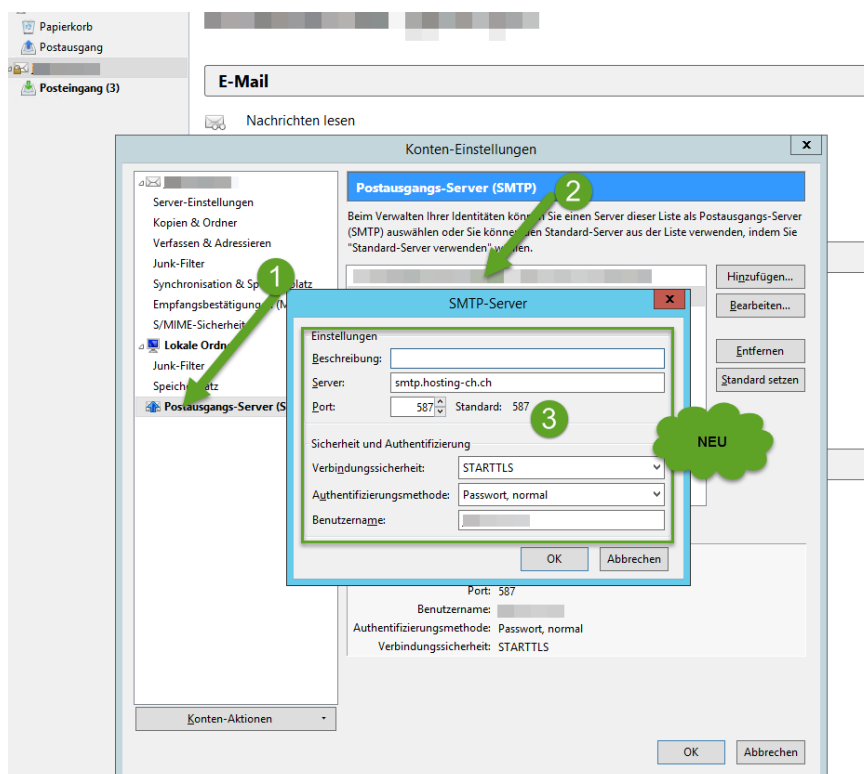 Papierkorb
Postausgang
Posteingang (3)
E-Mail
Nachrichten lesen
Konten-Einstellungen
x
Server-Einstellungen
Kopien & Ordner
Verfassen & Adressieren
Junk-Filter
Synchronisation & Sp platz
Empfangsbestätigung (M
S/MIME-Sicherheit
Lokale Ordn
Junk-Filter
Speich atz
Postausgangs-Server (S
Konten-Aktionen
1
Postausgangs-Server (SMTP)
2
Beim Verwalten Ihrer Identitäten können Sie einen Server dieser Liste als Postausgangs-Server
(SMTP) auswählen oder Sie können den Standard-Server aus der Liste verwenden, indem Sie
"Standard-Server verwenden" w len.
Hinzufügen...
Bearbeiten...
Entfernen
Standard setzen
SMTP-Server
x
Einstellungen
Beschreibung:
Server: smtp.hosting-ch.ch
Port: 587 Standard: 587
3
Sicherheit und Authentifizierung
Verbindungssicherheit: STARTTLS
Authentifizierungsmethode: Passwort, normal
Benutzername:
OK Abbrechen
NEU
Port: 587
Benutzername:
Authentifizierungsmethode: Passwort, normal
Verbindungssicherheit: STARTTLS
OK Abbrechen